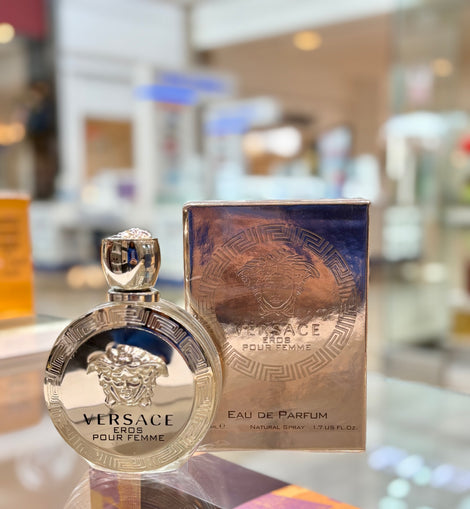 VERSACE
EROS
POUR FEMME
VERSACE
EROS
POUR FEMME
EAU DE PARFUM
NATURAL SPRAY 1.7 US FL.OZ.